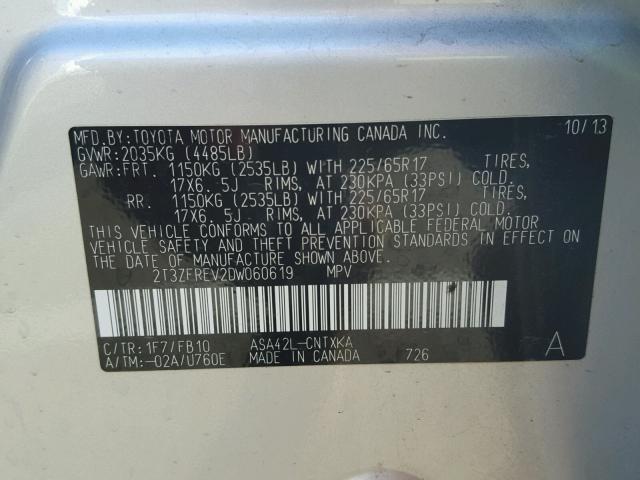 MFD.BY:TOYOTA MOTOR MANUFACTURING CANADA INC. 10/13
GVWR:2035KG (4485LB)
GAWR:FRT. 1150KG (2535LB) WITH 225/65R17 TIRES,
17X6.5J RIMS, AT 230KPA (33PSI) COLD.
RR. 1150KG (2535LB) WITH 225/65R17 TIRES,
17X6.5J RIMS, AT 230KPA (33PSI) COLD.
THIS VEHICLE CONFORMS TO ALL APPLICABLE FEDERAL MOTOR
VEHICLE SAFETY AND THEFT PREVENTION STANDARDS IN EFFECT ON
THE DATE OF MANUFACTURE SHOWN ABOVE.
2T3ZFREV2DW060619 MPV
C/TR:1F7/FB10 ASA42L-CNTXKA
A/TM:-02A/U760E MADE IN CANADA 726 A